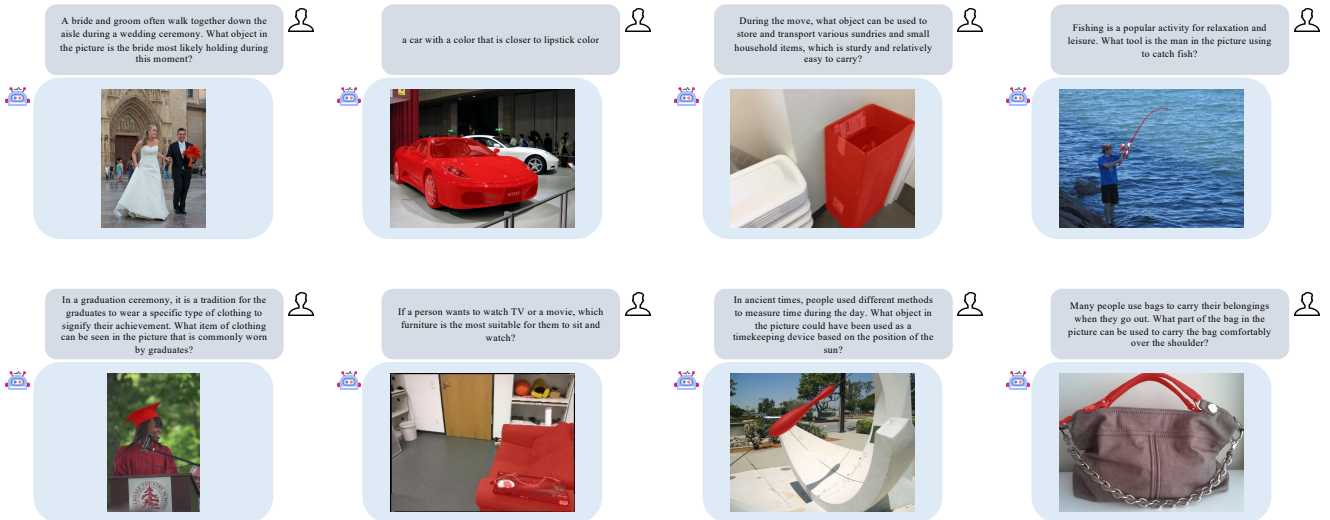 A bride and groom often walk together down the
aisle during a wedding ceremony. What object in
the picture is the bride most likely holding during
this moment?
a car with a color that is closer to lipstick color
During the move, what object can be used to
store and transport various sundries and small
household items, which is sturdy and relatively
easy to carry?
Fishing is a popular activity for relaxation and
leisure. What tool is the man in the picture using
to catch fish?
In a graduation ceremony, it is a tradition for the
graduates to wear a specific type of clothing to
signify their achievement. What item of clothing
can be seen in the picture that is commonly worn
by graduates?
If a person wants to watch TV or a movie, which
furniture is the most suitable for them to sit and
watch?
In ancient times, people used different methods
to measure time during the day. What object in
the picture could have been used as a
timekeeping device based on the position of the
sun?
Many people use bags to carry their belongings
when they go out. What part of the bag in the
picture can be used to carry the bag comfortably
over the shoulder?